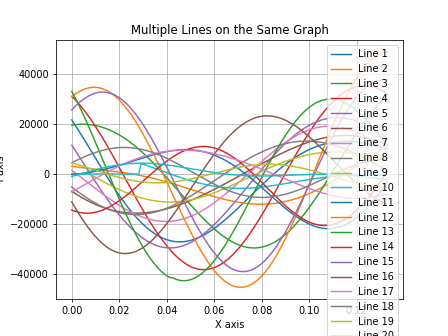 Multiple Lines on the Same Graph
40000
20000
0
−20000
−40000
0.00
0.02
0.04
0.06
0.08
0.10
X axis
axis
Line 1
Line 2
Line 3
Line 4
Line 5
Line 6
Line 7
Line 8
Line 9
Line 10
Line 11
Line 12
Line 13
Line 14
Line 15
Line 16
Line 17
Line 18
Line 19
Line 20